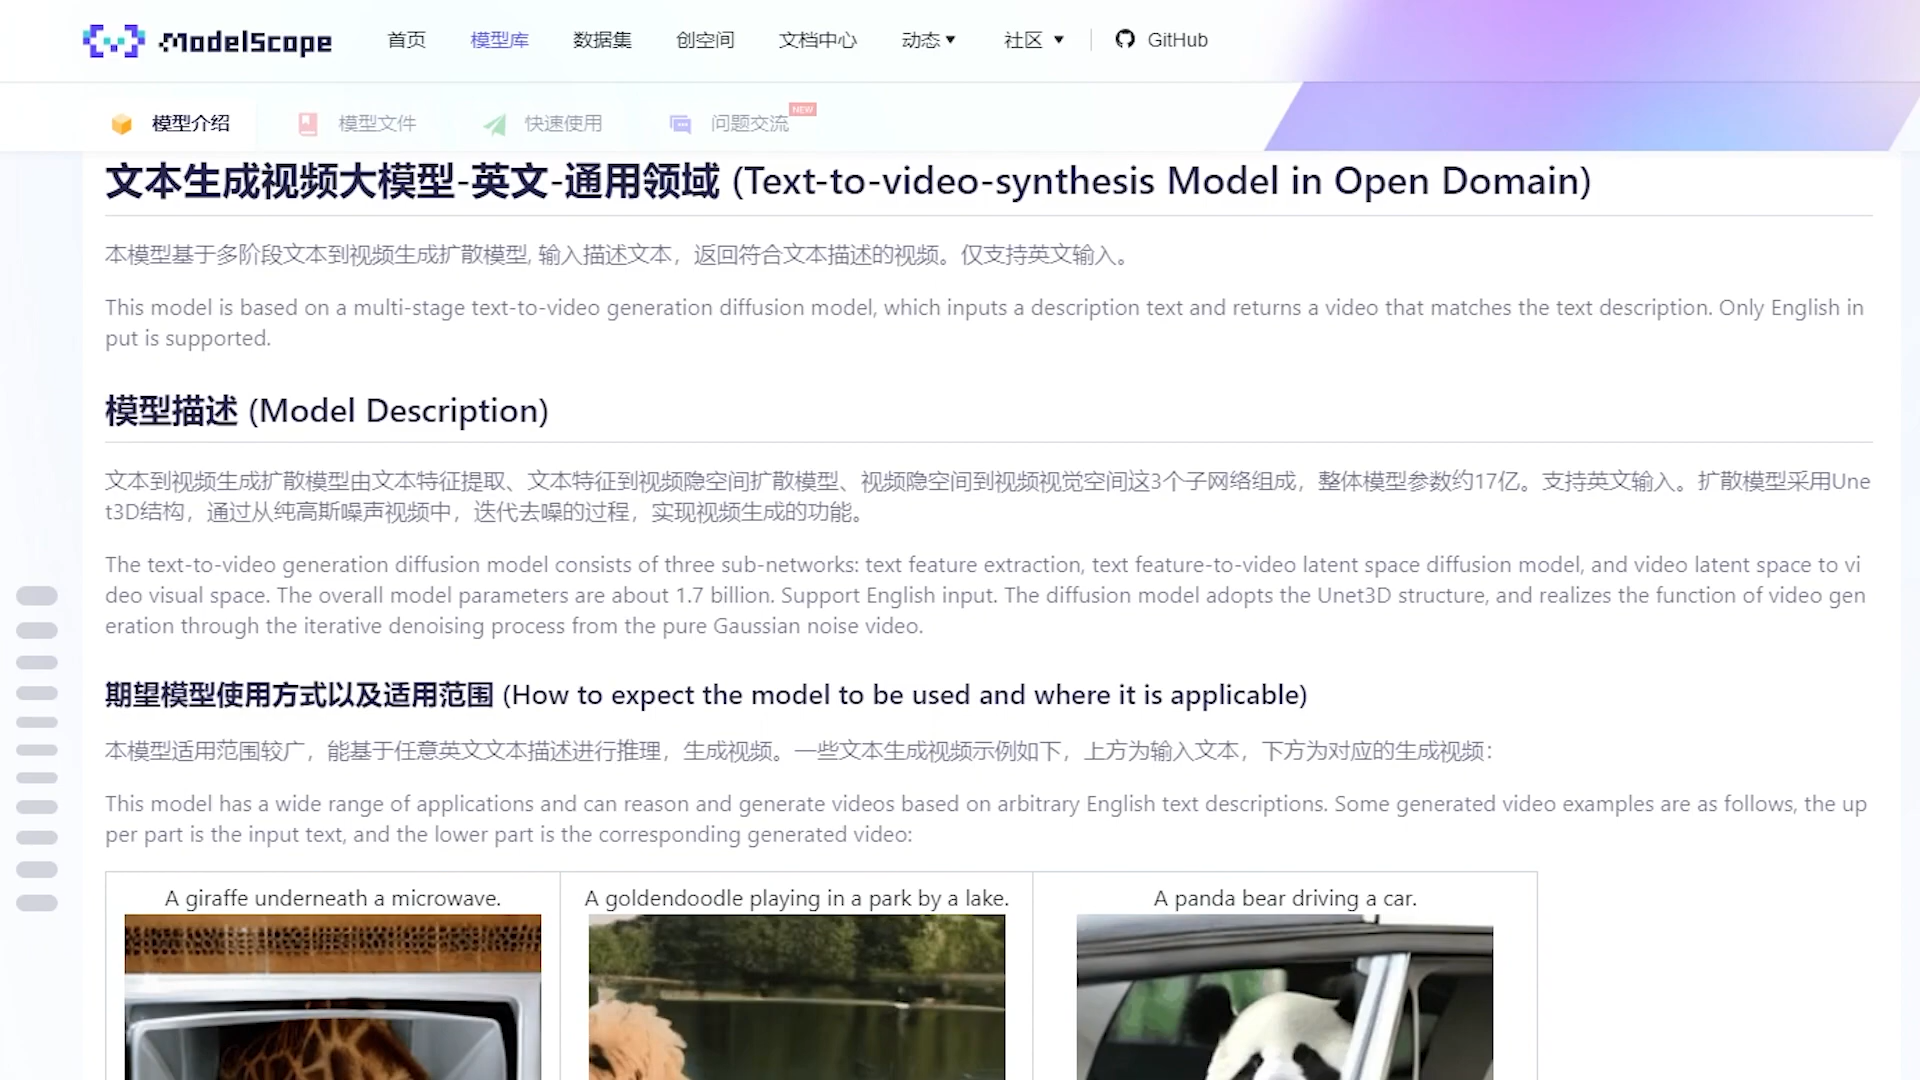 ModelScope 首页 模型库 数据集 创空间 文档中心 动态 社区 GitHub
模型介绍 模型文件 快速使用 问题交流 NEW
文本生成视频大模型-英文-通用领域 (Text-to-video-synthesis Model in Open Domain)
本模型基于多阶段文本到视频生成扩散模型, 输入描述文本，返回符合文本描述的视频。仅支持英文输入。
This model is based on a multi-stage text-to-video generation diffusion model, which inputs a description text and returns a video that matches the text description. Only English in
put is supported.
模型描述 (Model Description)
文本到视频生成扩散模型由文本特征提取、文本特征到视频隐空间扩散模型、视频隐空间到视频视觉空间这3个子网络组成，整体模型参数约17亿。支持英文输入。扩散模型采用Une
t3D结构，通过从纯高斯噪声视频中，迭代去噪的过程，实现视频生成的功能。
The text-to-video generation diffusion model consists of three sub-networks: text feature extraction, text feature-to-video latent space diffusion model, and video latent space to vi
deo visual space. The overall model parameters are about 1.7 billion. Support English input. The diffusion model adopts the Unet3D structure, and realizes the function of video gen
eration through the iterative denoising process from the pure Gaussian noise video.
期望模型使用方式以及适用范围 (How to expect the model to be used and where it is applicable)
本模型适用范围较广，能基于任意英文文本描述进行推理，生成视频。一些文本生成视频示例如下，上方为输入文本，下方为对应的生成视频：
This model has a wide range of applications and can reason and generate videos based on arbitrary English text descriptions. Some generated video examples are as follows, the up
per part is the input text, and the lower part is the corresponding generated video:
A giraffe underneath a microwave. A goldendoodle playing in a park by a lake. A panda bear driving a car.